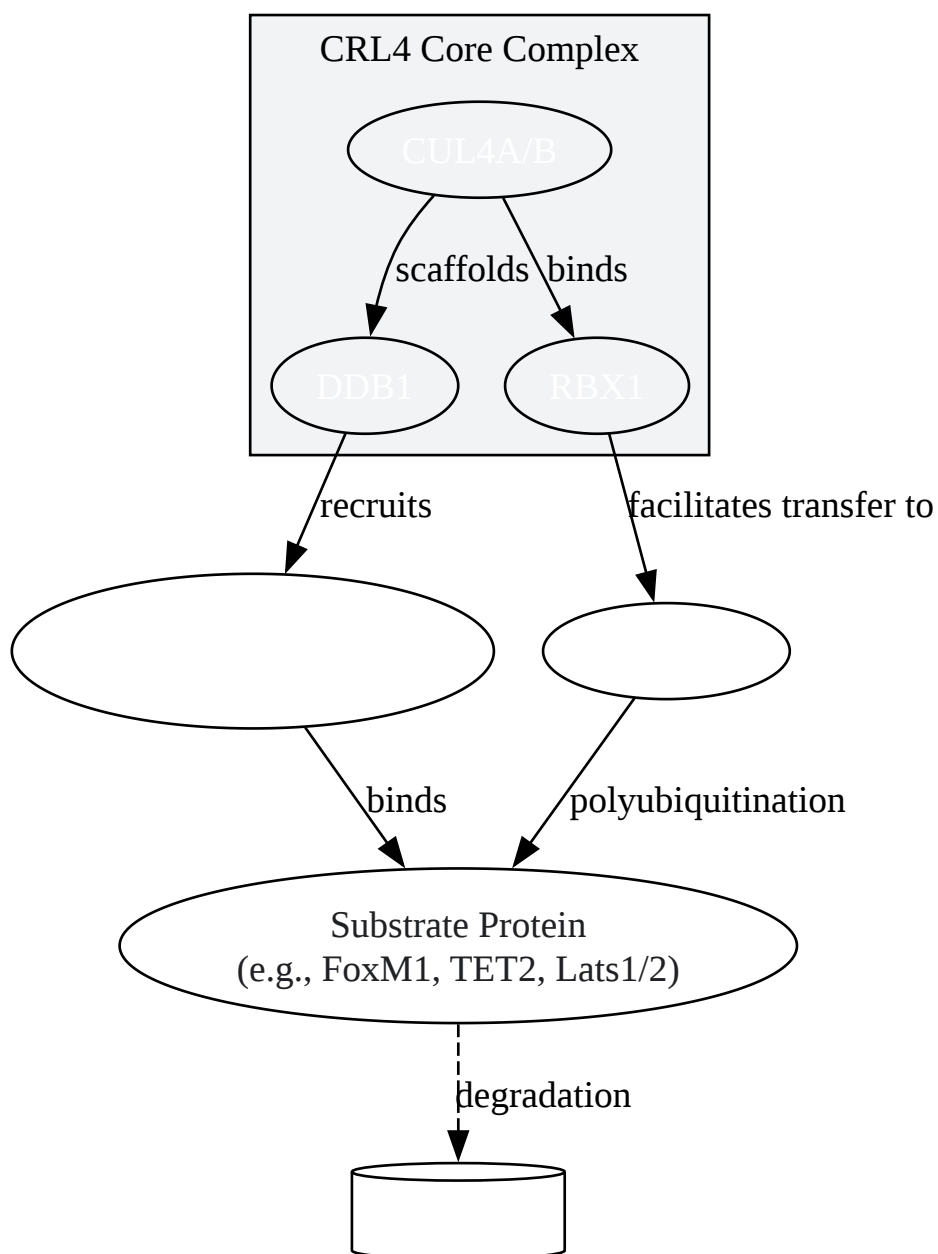 CRL4 Core Complex
CUL4A/B
scaffolds
binds
DDB1
RBX1
recruits
facilitates transfer to
binds
polyubiquitination
Substrate Protein
(e.g., FoxM1, TET2, Lats1/2)
degradation